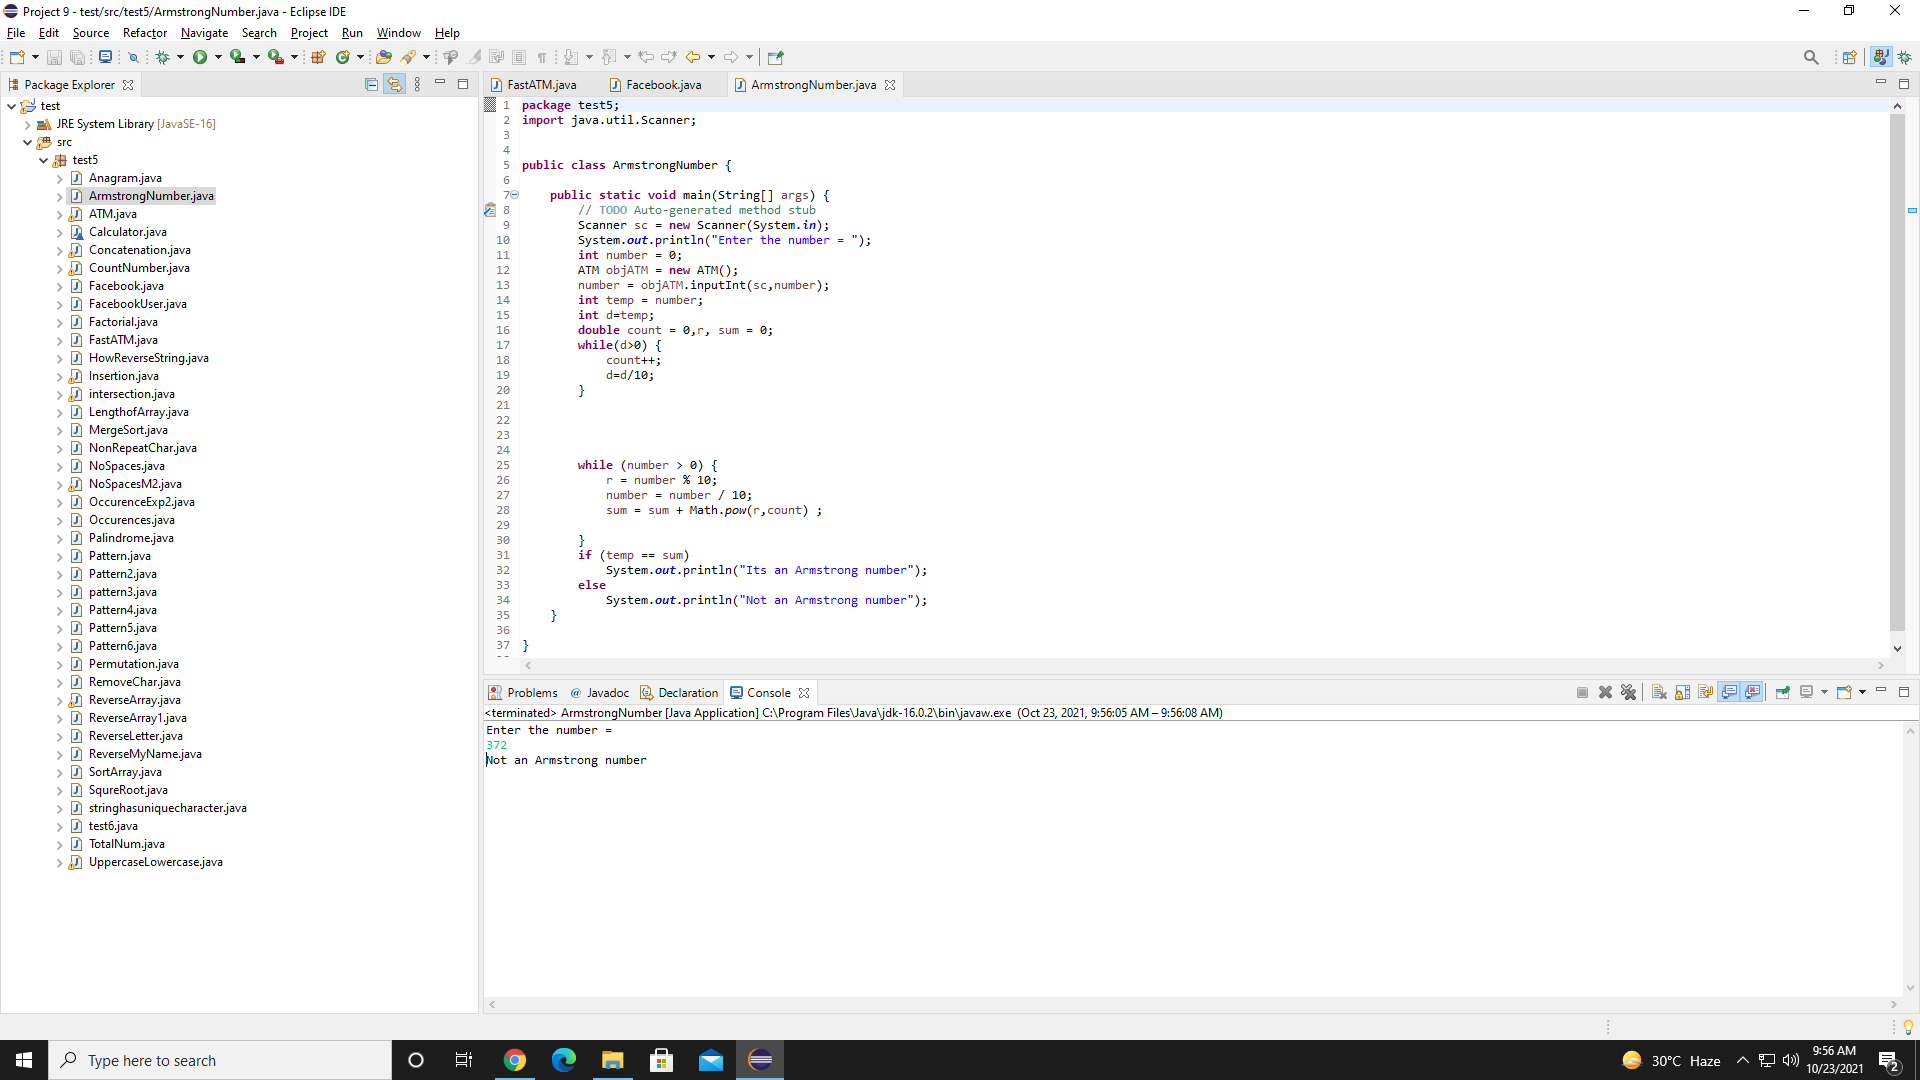 Project 9 - test/src/test5/ArmstrongNumber.java - Eclipse IDE
File Edit Source Refactor Navigate Search Project Run Window Help
Package Explorer
test
JRE System Library [JavaSE-16]
src
test5
Anagram.java
ArmstrongNumber.java
ATM.java
Calculator.java
Concatenation.java
CountNumber.java
Facebook.java
FacebookUser.java
Factorial.java
FastATM.java
HowReverseString.java
Insertion.java
intersection.java
LengthofArray.java
MergeSort.java
NonRepeatChar.java
NoSpaces.java
NoSpacesM2.java
OccurenceExp2.java
Occurences.java
Palindrome.java
Pattern.java
Pattern2.java
pattern3.java
Pattern4.java
Pattern5.java
Pattern6.java
Permutation.java
RemoveChar.java
ReverseArray.java
ReverseArray1.java
ReverseLetter.java
ReverseMyName.java
SortArray.java
SqureRoot.java
stringhasuniquecharacter.java
test6.java
TotalNum.java
UppercaseLowercase.java
FastATM.java Facebook.java ArmstrongNumber.java
1 package test5;
2 import java.util.Scanner;
3
4
5 public class ArmstrongNumber {
6
7 public static void main(String[] args) {
8 // TODO Auto-generated method stub
9 Scanner sc = new Scanner(System.in);
10 System.out.println("Enter the number = ");
11 int number = 0;
12 ATM objATM = new ATM();
13 number = objATM.inputInt(sc,number);
14 int temp = number;
15 int d=temp;
16 double count = 0,r, sum = 0;
17 while(d>0) {
18 count++;
19 d=d/10;
20 }
21
22
23
24
25 while (number > 0) {
26 r = number % 10;
27 number = number / 10;
28 sum = sum + Math.pow(r,count) ;
29
30 }
31 if (temp == sum)
32 System.out.println("Its an Armstrong number");
33 else
34 System.out.println("Not an Armstrong number");
35 }
36
37 }
Problems @ Javadoc Declaration Console
<terminated> ArmstrongNumber [Java Application] C:\Program Files\Java\jdk-16.0.2\bin\javaw.exe (Oct 23, 2021, 9:56:05 AM – 9:56:08 AM)
Enter the number =
372
Not an Armstrong number
Type here to search
30°C Haze
9:56 AM
10/23/2021
2